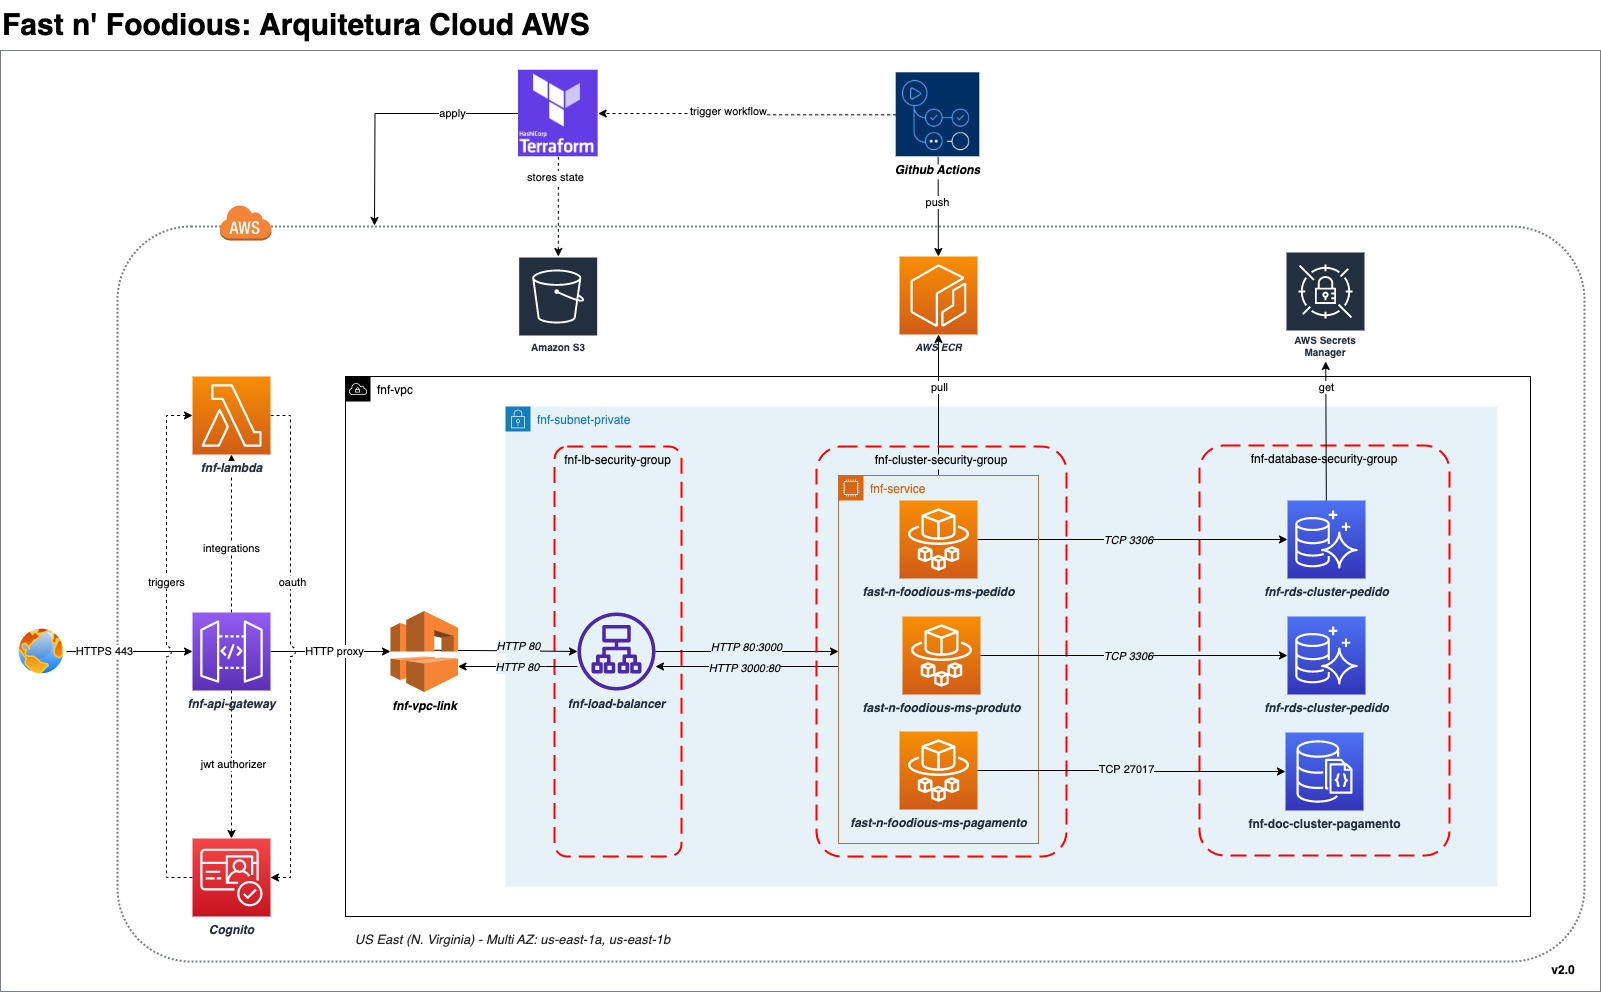 Fast n' Foodious: Arquitetura Cloud AWS
HashiCorp
Terraform
apply
trigger workflow
Github Actions
stores state
push
AWS
Amazon S3
AWS ECR
AWS Secrets
Manager
fnf-vpc
pull
get
fnf-subnet-private
fnf-lb-security-group
fnf-cluster-security-group
fnf-database-security-group
fnf-lambda
fnf-service
integrations
triggers
oauth
TCP 3306
fast-n-foodious-ms-pedido
fnf-rds-cluster-pedido
HTTPS 443
HTTP proxy
HTTP 80
HTTP 80
HTTP 80:3000
HTTP 3000:80
TCP 3306
fnf-api-gateway
fnf-vpc-link
fnf-load-balancer
fast-n-foodious-ms-produto
fnf-rds-cluster-pedido
jwt authorizer
TCP 27017
fast-n-foodious-ms-pagamento
fnf-doc-cluster-pagamento
Cognito
US East (N. Virginia) - Multi AZ: us-east-1a, us-east-1b
v2.0